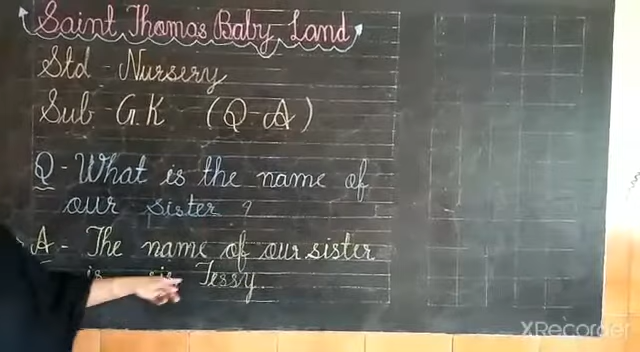 Saint Thomas Baby Land
Std - Nursery
Sub - G.K (Q-A)
Q - What is the name of
our sister ?
A - The name of our sister
is sis Tessy.
XRecorder